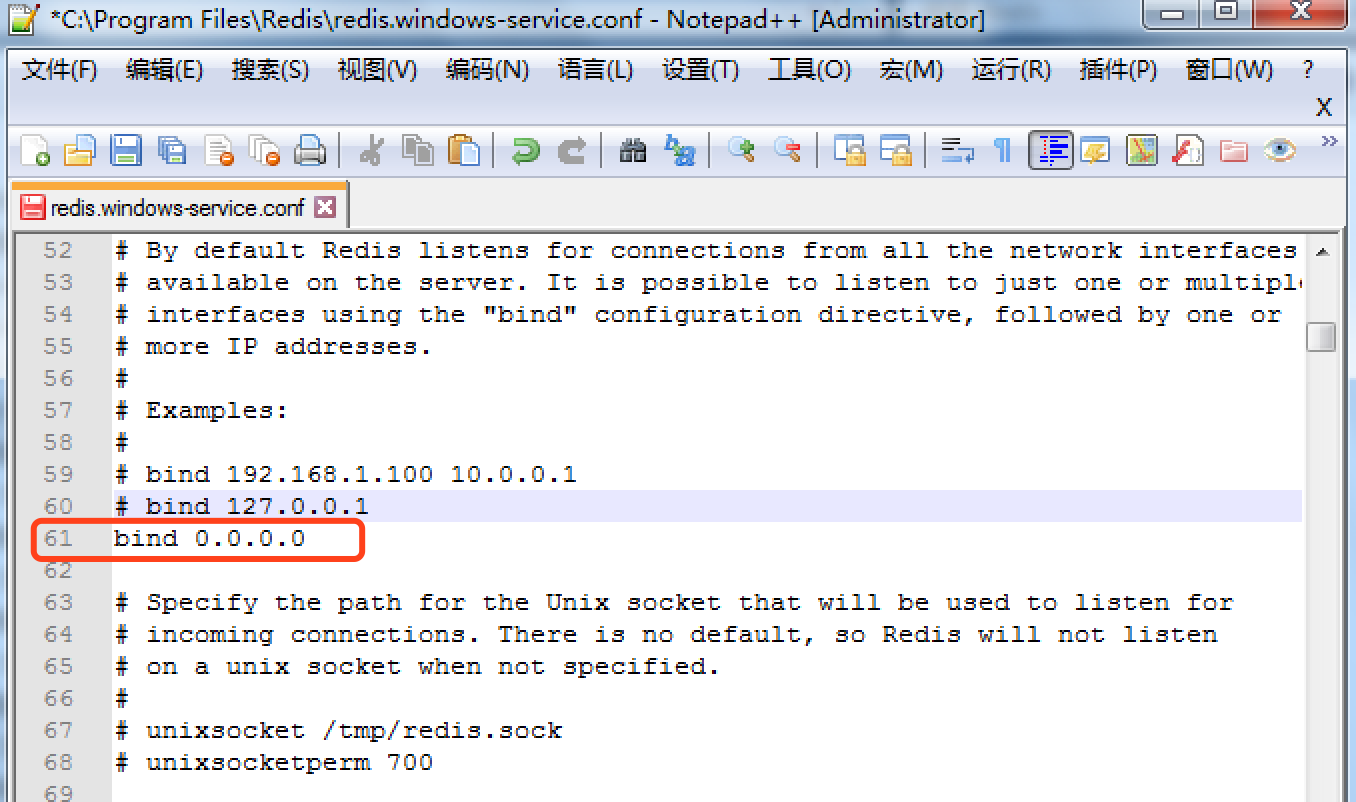 *C:\Program Files\Redis\redis.windows-service.conf - Notepad++ [Administrator]
文件(F) 编辑(E) 搜索(S) 视图(V) 编码(N) 语言(L) 设置(T) 工具(O) 宏(M) 运行(R) 插件(P) 窗口(W) ?
X
redis.windows-service.conf
52 # By default Redis listens for connections from all the network interfaces
53 # available on the server. It is possible to listen to just one or multipl
54 # interfaces using the "bind" configuration directive, followed by one or
55 # more IP addresses.
56 #
57 # Examples:
58 #
59 # bind 192.168.1.100 10.0.0.1
60 # bind 127.0.0.1
61 bind 0.0.0.0
62
63 # Specify the path for the Unix socket that will be used to listen for
64 # incoming connections. There is no default, so Redis will not listen
65 # on a unix socket when not specified.
66 #
67 # unixsocket /tmp/redis.sock
68 # unixsocketperm 700
69